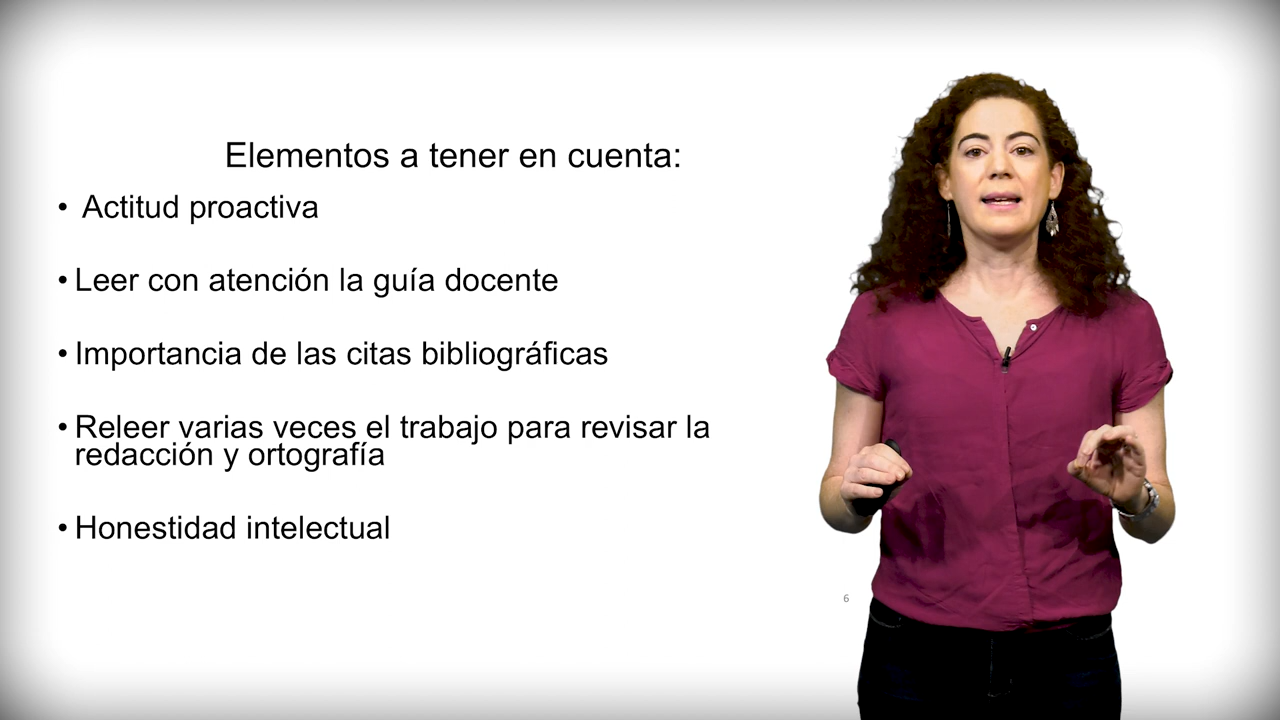 Elementos a tener en cuenta:
• Actitud proactiva
• Leer con atención la guía docente
• Importancia de las citas bibliográficas
• Releer varias veces el trabajo para revisar la
redacción y ortografía
• Honestidad intelectual
6